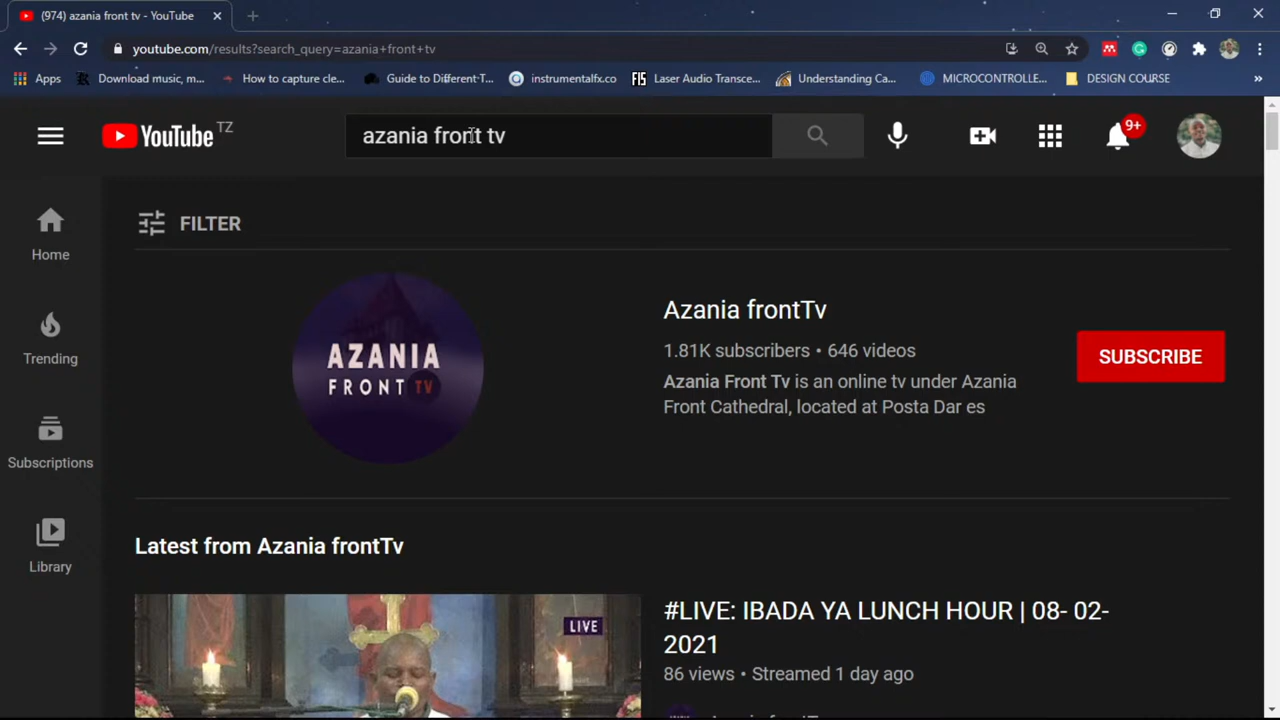 (974) azania front tv - YouTube
youtube.com/results?search_query=azania+front+tv
Apps
Download music, m...
How to capture cle...
Guide to Different T...
instrumentalfx.co
FIS
Laser Audio Transce...
Understanding Ca...
MICROCONTROLLE...
DESIGN COURSE
»
YouTube TZ
azania front tv
9+
FILTER
Home
Trending
Subscriptions
Library
AZANIA
FRONT TV
Azania frontTv
1.81K subscribers • 646 videos
Azania Front Tv is an online tv under Azania
Front Cathedral, located at Posta Dar es
SUBSCRIBE
Latest from Azania frontTv
LIVE
#LIVE: IBADA YA LUNCH HOUR | 08- 02-
2021
86 views • Streamed 1 day ago